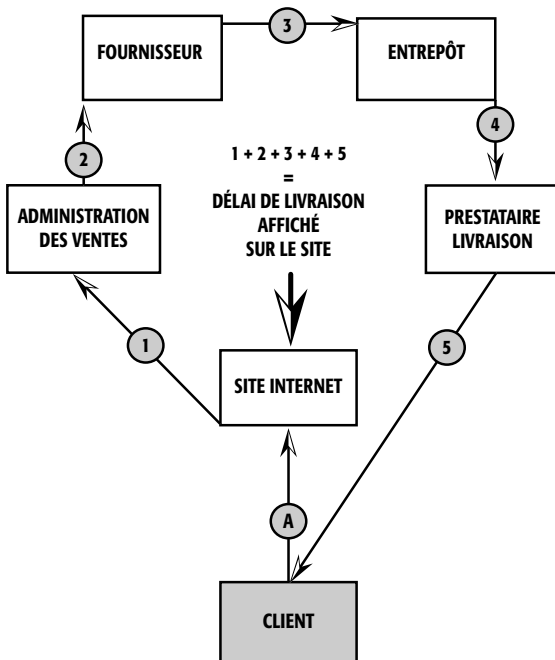 3
FOURNISSEUR
ENTREPÔT
2
4
1 + 2 + 3 + 4 + 5
=
DÉLAI DE LIVRAISON
AFFICHÉ
SUR LE SITE
ADMINISTRATION
DES VENTES
PRESTATAIRE
LIVRAISON
1
5
SITE INTERNET
A
CLIENT